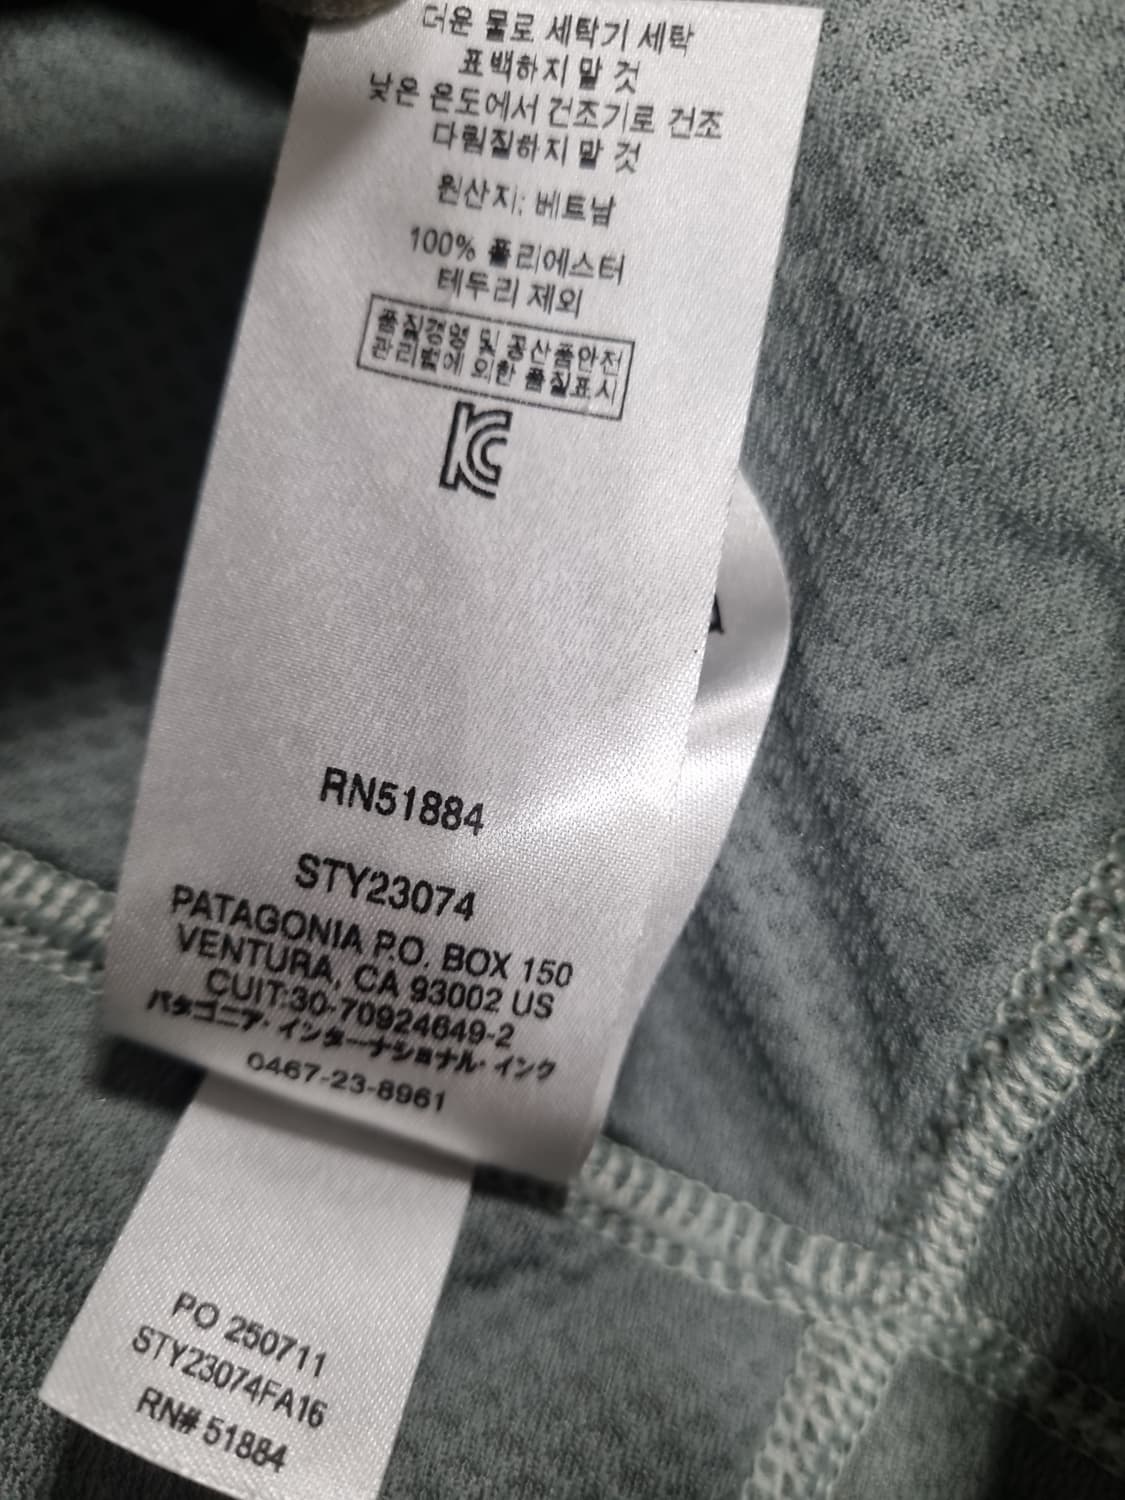 더운 물로 세탁기 세탁
표백하지 말 것
낮은 온도에서 건조기로 건조
다림질하지 말 것
원산지: 베트남
100% 폴리에스터
테두리 제외
품질경영 및 공산품안전
관리법에 의한 품질표시
KC
RN51884
STY23074
PATAGONIA P.O. BOX 150
VENTURA, CA 93002 US
CUIT:30-70924649-2
パタゴニア・インターナショナル・インク
0467-23-8961
PO 250711
STY23074FA16
RN# 51884